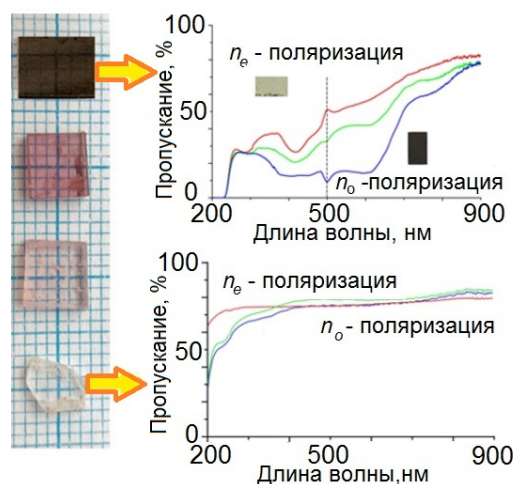 Пропускание, %
100
50
0
n_e - поляризация
n_o -поляризация
200
500
900
Длина волны, нм
Пропускание, %
100
50
0
n_e - поляризация
n_o - поляризация
200
500
900
Длина волны,нм